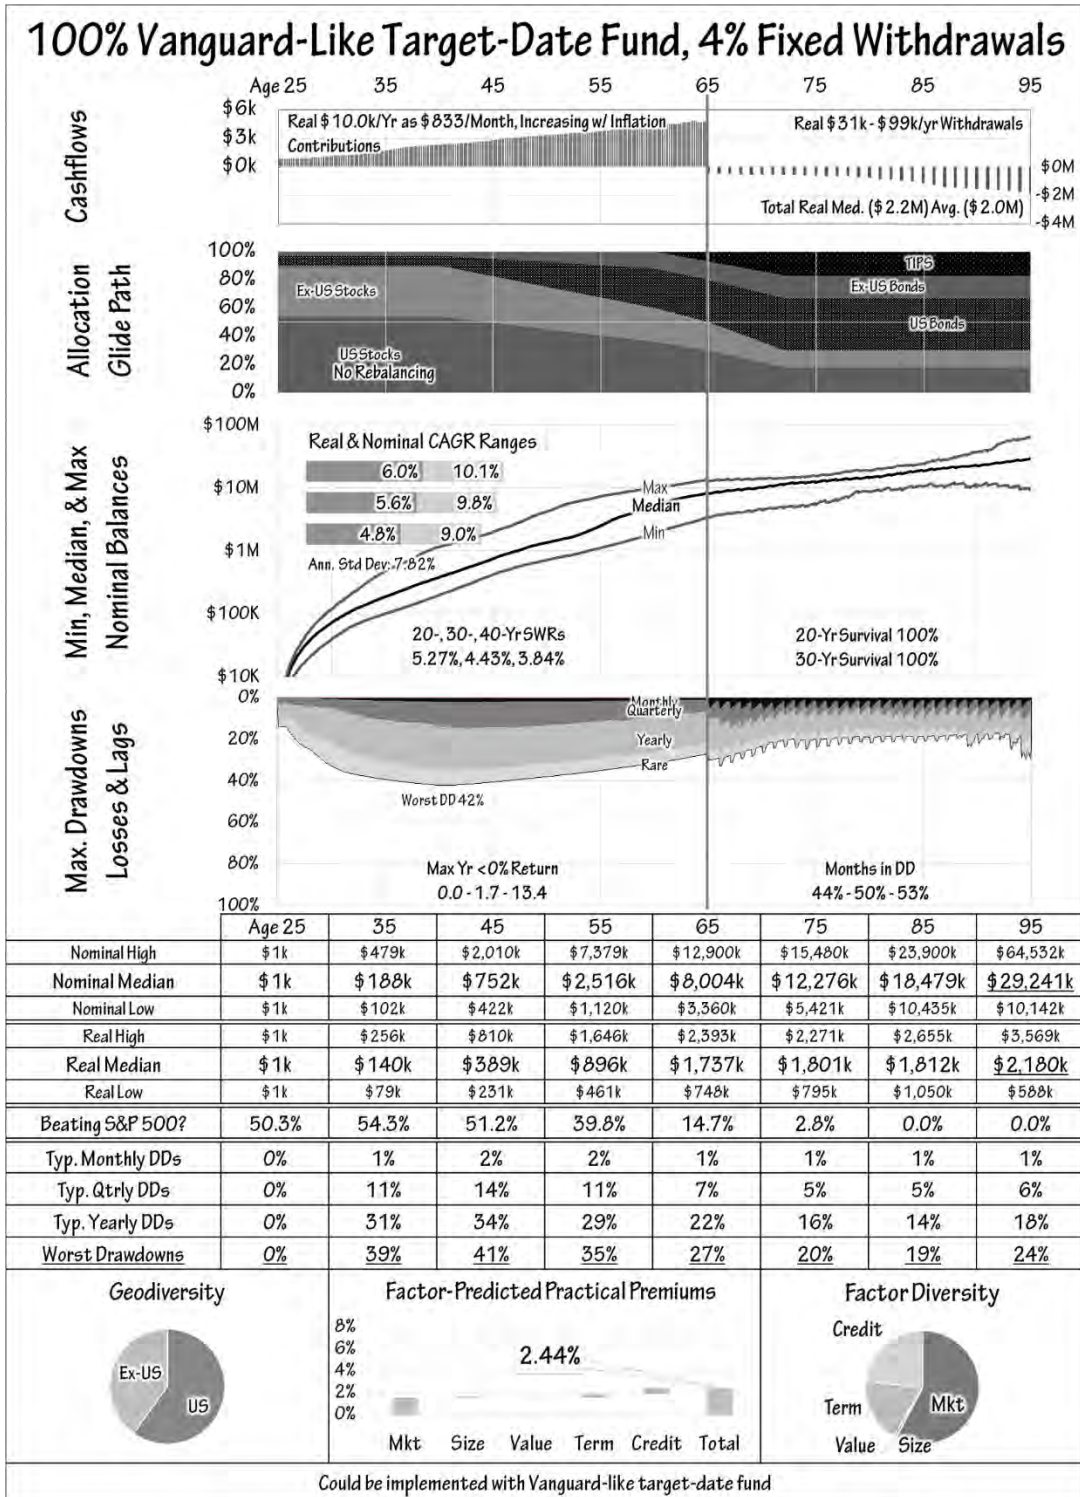 100% Vanguard-Like Target-Date Fund, 4% Fixed Withdrawals
Age 25 35 45 55 65 75 85 95
Cashflows
$6k
$3k
$0k
Real $10.0k/Yr as $833/Month, Increasing w/ Inflation
Contributions
Real $31k - $99k/yr Withdrawals
Total Real Med. ($2.2M) Avg. ($2.0M)
$0M
-$2M
-$4M
Allocation
Glide Path
100%
80%
60%
40%
20%
0%
TIPS
Ex-US Bonds
US Bonds
Ex-US Stocks
US Stocks
No Rebalancing
Min, Median, & Max
Nominal Balances
$100M
$10M
$1M
$100K
$10K
Real & Nominal CAGR Ranges
6.0% 10.1%
5.6% 9.8%
4.8% 9.0%
Ann. Std Dev: 7.82%
Max
Median
Min
20-, 30-, 40-Yr SWRs
5.27%, 4.43%, 3.84%
20-Yr Survival 100%
30-Yr Survival 100%
Max. Drawdowns
Losses & Lags
0%
20%
40%
60%
80%
100%
Monthly
Quarterly
Yearly
Rare
Worst DD 42%
Max Yr <0% Return
0.0 - 1.7 - 13.4
Months in DD
44% - 50% - 53%
Age 25 35 45 55 65 75 85 95
Nominal High $1k $479k $2,010k $7,379k $12,900k $15,480k $23,900k $64,532k
Nominal Median $1k $188k $752k $2,516k $8,004k $12,276k $18,479k $29,241k
Nominal Low $1k $102k $422k $1,120k $3,360k $5,421k $10,435k $10,142k
Real High $1k $256k $810k $1,646k $2,393k $2,271k $2,655k $3,569k
Real Median $1k $140k $389k $896k $1,737k $1,801k $1,812k $2,180k
Real Low $1k $79k $231k $461k $748k $795k $1,050k $588k
Beating S&P 500? 50.3% 54.3% 51.2% 39.8% 14.7% 2.8% 0.0% 0.0%
Typ. Monthly DDs 0% 1% 2% 2% 1% 1% 1% 1%
Typ. Qtrly DDs 0% 11% 14% 11% 7% 5% 5% 6%
Typ. Yearly DDs 0% 31% 34% 29% 22% 16% 14% 18%
Worst Drawdowns 0% 39% 41% 35% 27% 20% 19% 24%
Geodiversity
Ex-US
US
Factor-Predicted Practical Premiums
8%
6%
4%
2%
0%
2.44%
Mkt Size Value Term Credit Total
Factor Diversity
Credit
Term
Value
Size
Mkt
Could be implemented with Vanguard-like target-date fund